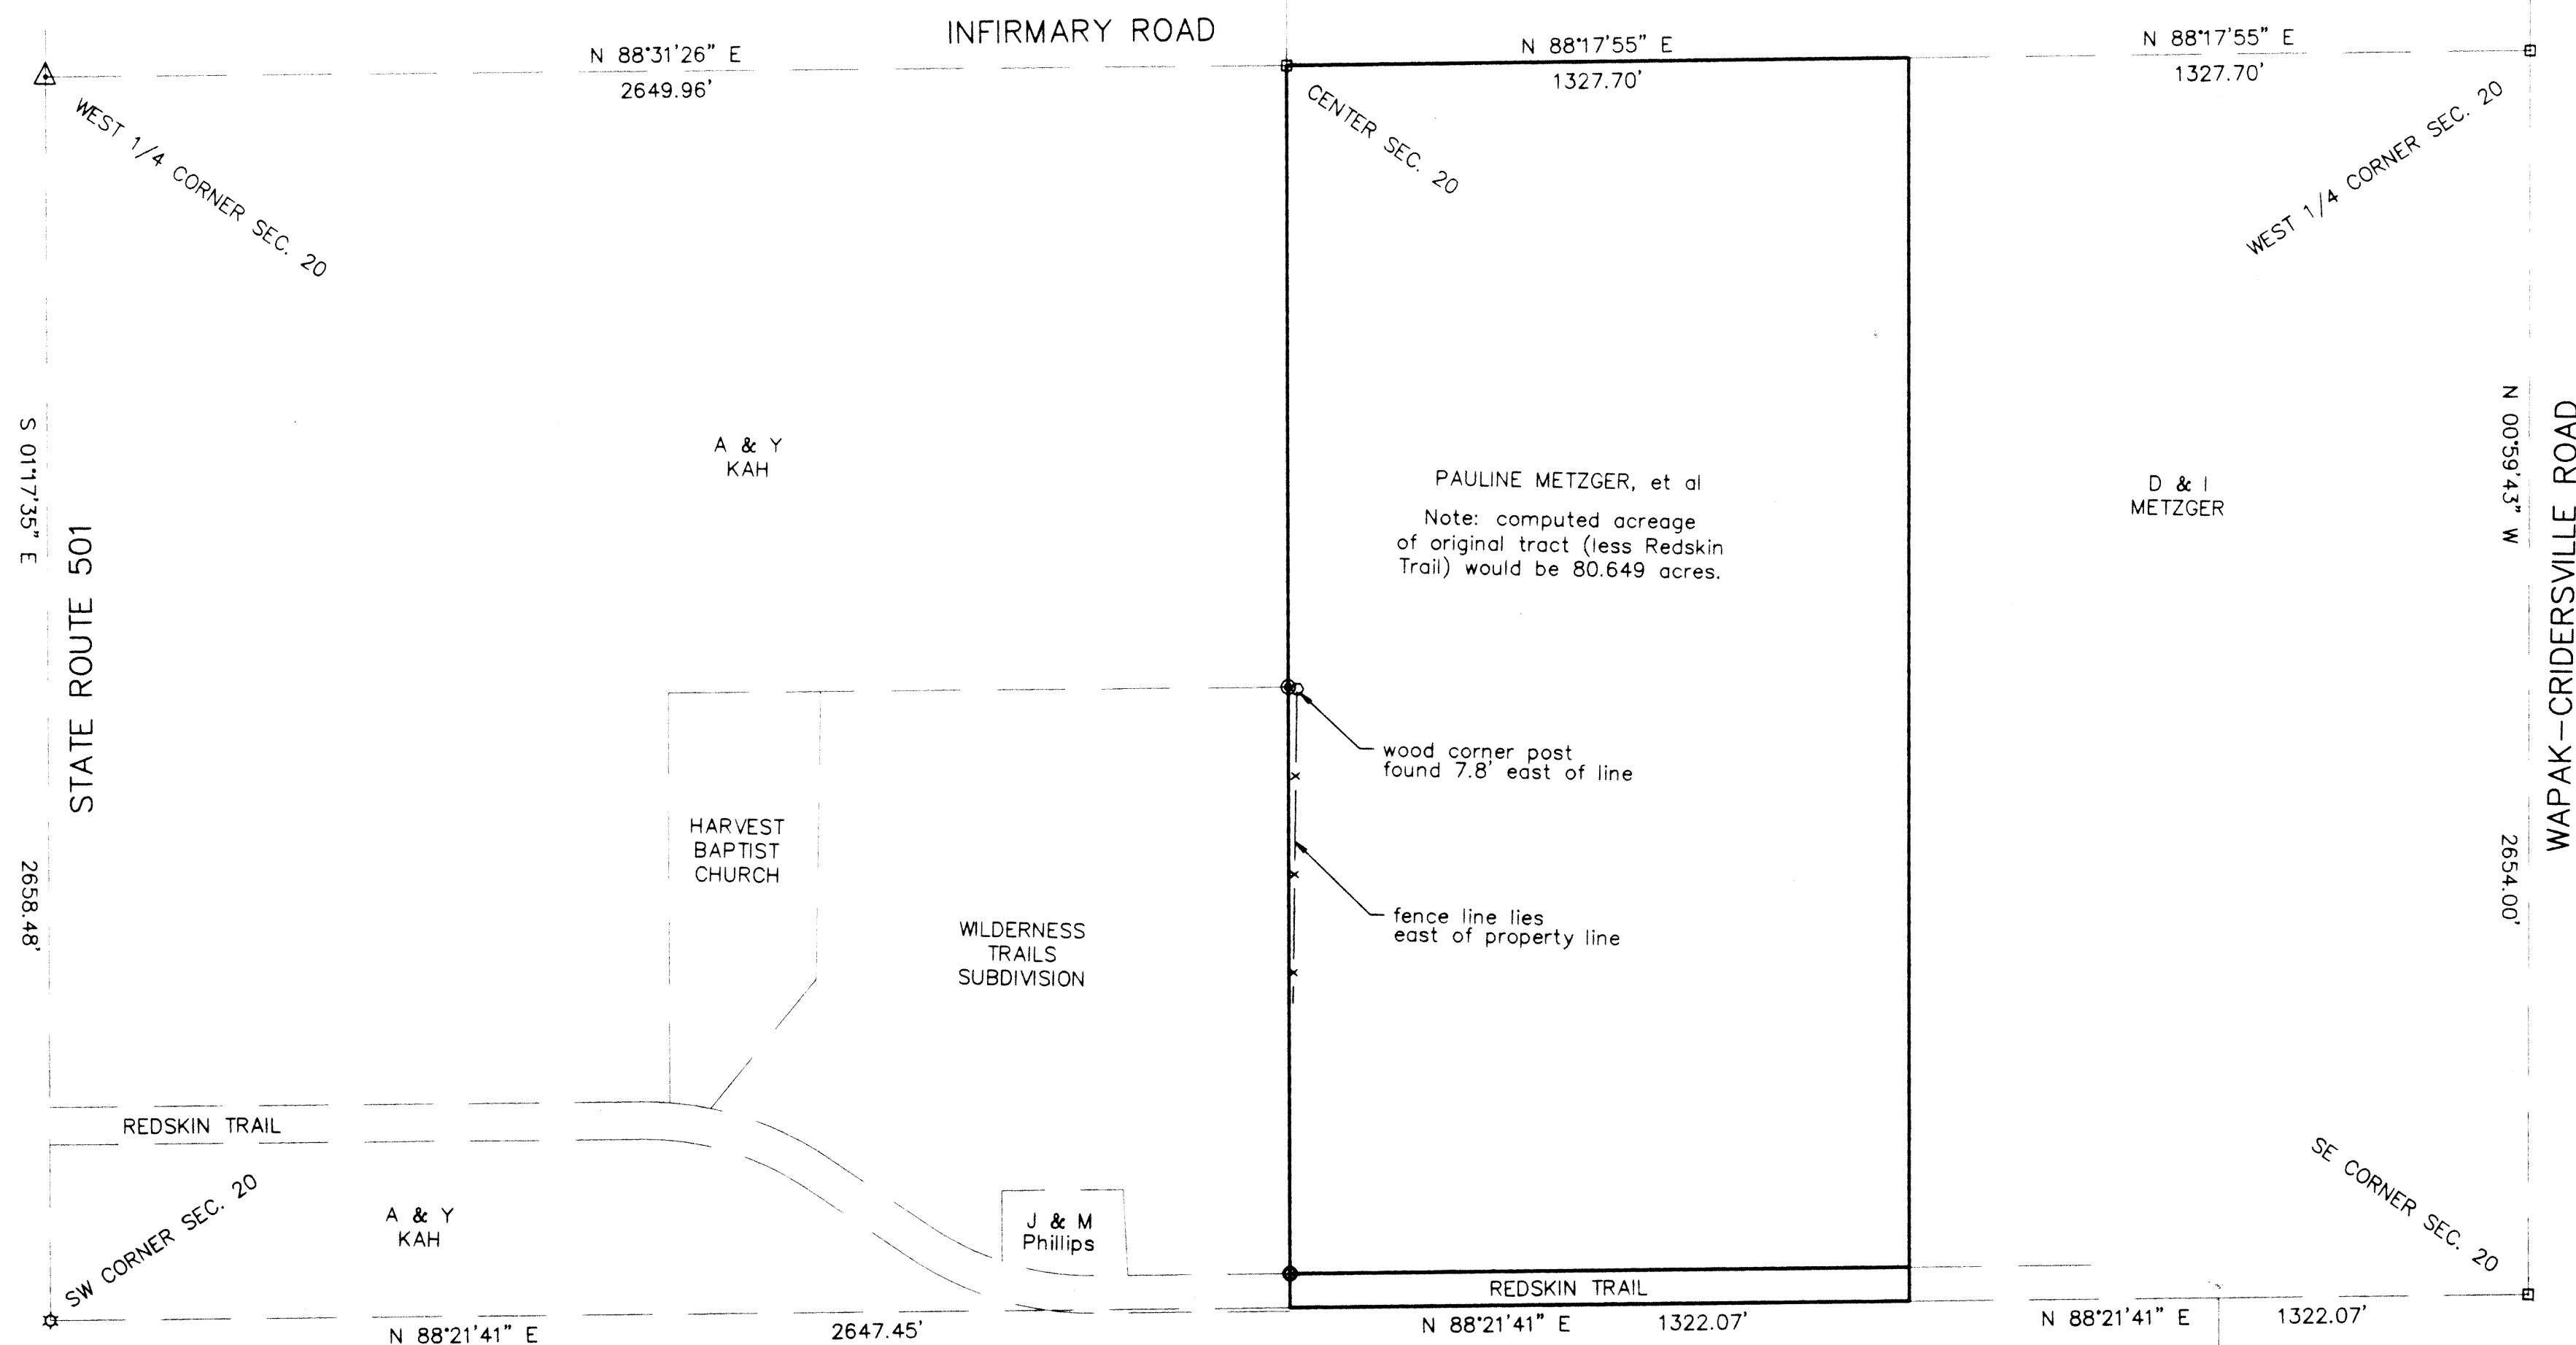 INFIRMARY ROAD
N 88°31'26" E
2649.96'
N 88°17'55" E
1327.70'
N 88°17'55" E
1327.70'
WEST 1/4 CORNER SEC. 20
CENTER SEC. 20
WEST 1/4 CORNER SEC. 20
S 01°17'35" E
2658.48'
STATE ROUTE 501
A & Y
KAH
PAULINE METZGER, et al
Note: computed acreage
of original tract (less Redskin
Trail) would be 80.649 acres.
D & I
METZGER
N 00°59'43" W
2654.00'
WAPAK-CRIDERSVILLE ROAD
wood corner post
found 7.8' east of line
HARVEST
BAPTIST
CHURCH
WILDERNESS
TRAILS
SUBDIVISION
fence line lies
east of property line
REDSKIN TRAIL
SW CORNER SEC. 20
A & Y
KAH
J & M
Phillips
REDSKIN TRAIL
SE CORNER SEC. 20
N 88°21'41" E
2647.45'
N 88°21'41" E
1322.07'
N 88°21'41" E
1322.07'